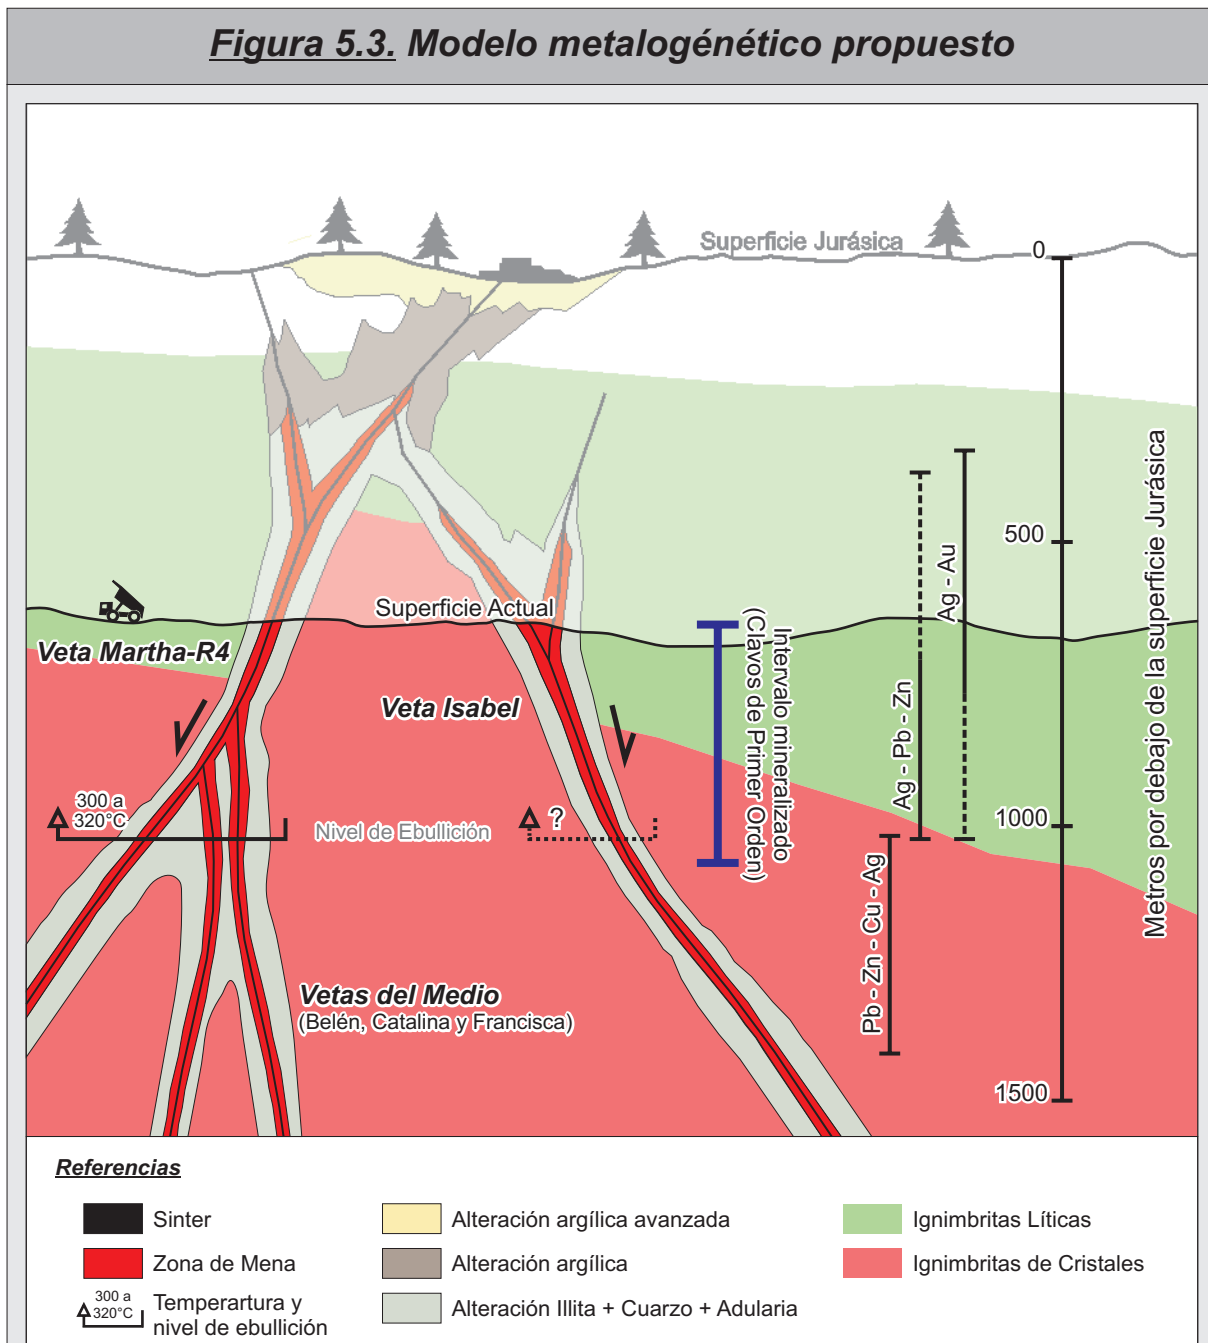 Figura 5.3. Modelo metalogénético propuesto
Superficie Jurásica
0
500
1000
1500
Metros por debajo de la superficie Jurásica
Ag - Au
Ag - Pb - Zn
Pb - Zn - Cu - Ag
Intervalo mineralizado
(Clavos de Primer Orden)
Superficie Actual
Veta Martha-R4
Veta Isabel
300 a
320°C
Nivel de Ebullición
?
Vetas del Medio
(Belén, Catalina y Francisca)
Referencias
Sinter
Zona de Mena
300 a
320°C
Temperartura y
nivel de ebullición
Alteración argílica avanzada
Alteración argílica
Alteración Illita + Cuarzo + Adularia
Ignimbritas Líticas
Ignimbritas de Cristales